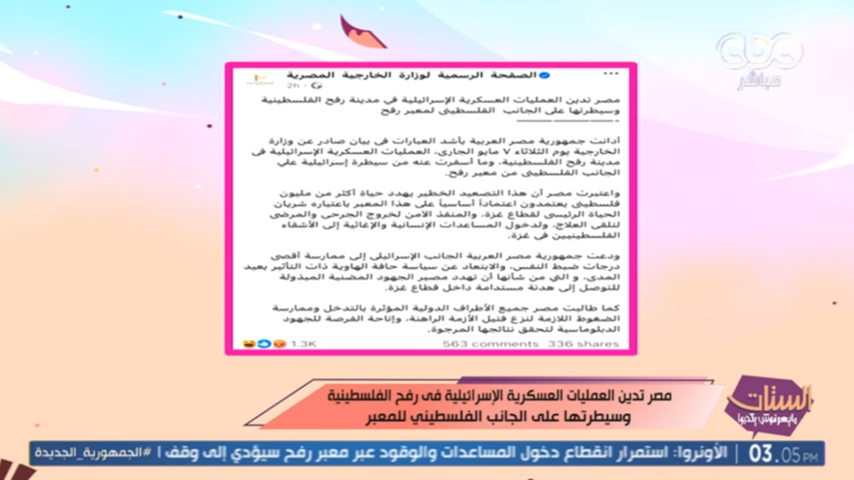 cbc
مباشر
الصفحة الرسمية لوزارة الخارجية المصرية
2h
مصر تدين العمليات العسكرية الإسرائيلية في مدينة رفح الفلسطينية
وسيطرتها على الجانب الفلسطيني لمعبر رفح
أدانت جمهورية مصر العربية بأشد العبارات في بيان صادر عن وزارة
الخارجية يوم الثلاثاء ٧ مايو الجاري، العمليات العسكرية الإسرائيلية في
مدينة رفح الفلسطينية، وما أسفرت عنه من سيطرة إسرائيلية علي
الجانب الفلسطينى من معبر رفح.
واعتبرت مصر أن هذا التصعيد الخطير يهدد حياة أكثر من مليون
فلسطيني يعتمدون اعتماداً أساسياً على هذا المعبر باعتباره شريان
الحياة الرئيسى لقطاع غزة، والمنفذ الآمن لخروج الجرحى والمرضى
لتلقى العلاج، ولدخول المساعدات الإنسانية والإغاثية إلى الأشقاء
الفلسطينيين في غزة.
ودعت جمهورية مصر العربية الجانب الإسرائيلي إلى ممارسة أقصى
درجات ضبط النفس، والابتعاد عن سياسة حافة الهاوية ذات التأثير بعيد
المدى، و التي من شأنها أن تهدد مصير الجهود المضنية المبذولة
للتوصل إلى هدنة مستدامة داخل قطاع غزة.
كما طالبت مصر جميع الأطراف الدولية المؤثرة بالتدخل وممارسة
الضغوط اللازمة لنزع فتيل الأزمة الراهنة، وإتاحة الفرصة للجهود
الدبلوماسية لتحقق نتائجها المرجوة.
1.3K 563 comments 336 shares
مصر تدين العمليات العسكرية الإسرائيلية فى رفح الفلسطينية
وسيطرتها على الجانب الفلسطيني للمعبر
الستات
مايعرفوش يكدبوا
03.05 PM | الأونروا: استمرار انقطاع دخول المساعدات والوقود عبر معبر رفح سيؤدي إلى وقف ا
#الجمهورية_الجديدة